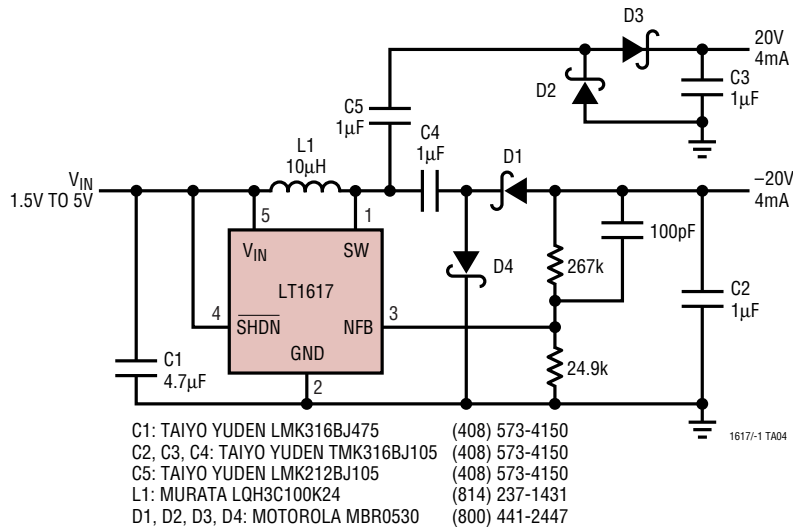 D3
20V
4mA
D2
C3
1µF
C5
1µF
C4
1µF
L1
10µH
D1
VIN
1.5V TO 5V
–20V
4mA
5
1
VIN
SW
100pF
D4
267k
LT1617
4
SHDN
NFB
3
C2
1µF
GND
C1
4.7µF
2
24.9k
1617/-1 TA04
C1: TAIYO YUDEN LMK316BJ475 (408) 573-4150
C2, C3, C4: TAIYO YUDEN TMK316BJ105 (408) 573-4150
C5: TAIYO YUDEN LMK212BJ105 (408) 573-4150
L1: MURATA LQH3C100K24 (814) 237-1431
D1, D2, D3, D4: MOTOROLA MBR0530 (800) 441-2447